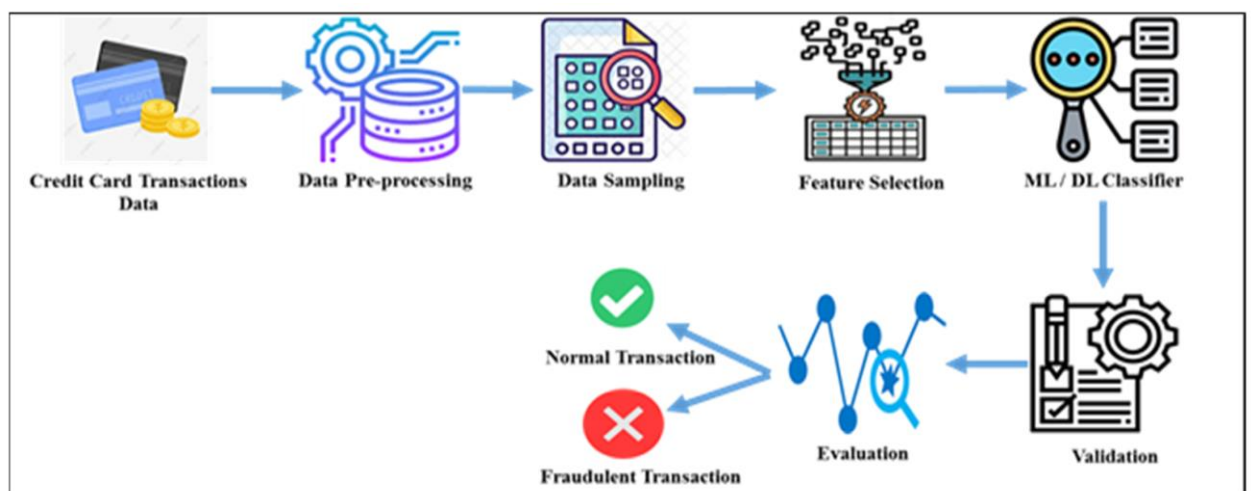 Credit Card Transactions
Data
Data Pre-processing
Data Sampling
Feature Selection
ML / DL Classifier
Normal Transaction
Fraudulent Transaction
Evaluation
Validation